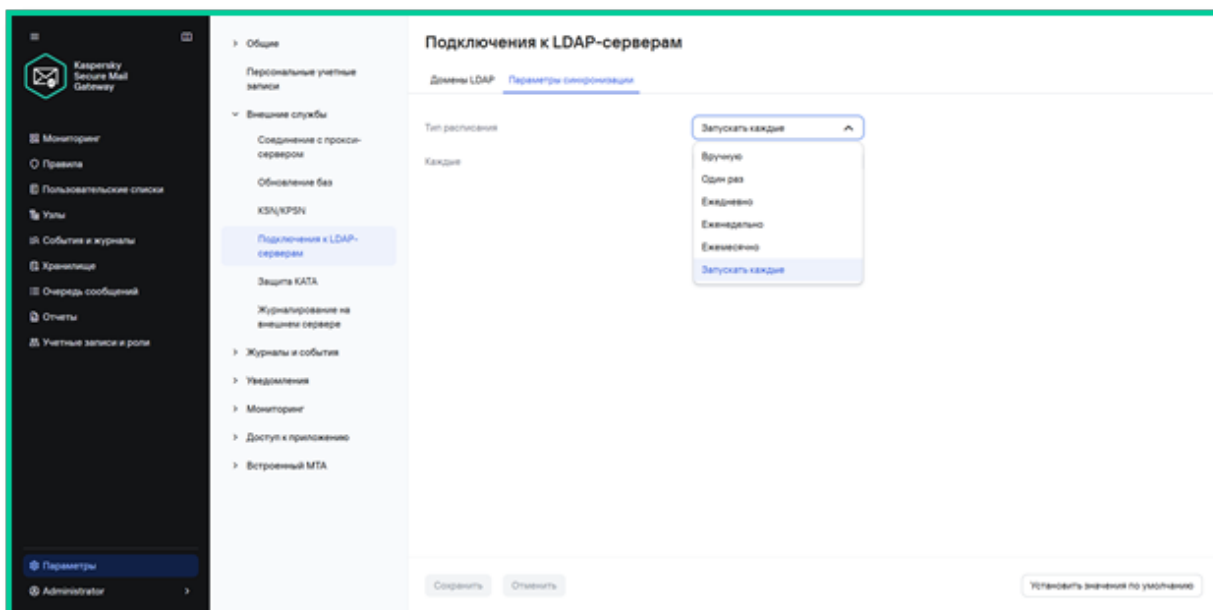 Kaspersky
Secure Mail
Gateway
Мониторинг
Правила
Пользовательские списки
Узлы
События и журналы
Хранилище
Очередь сообщений
Отчеты
Учетные записи и роли
Параметры
Administrator
Общие
Персональные учетные
записи
Внешние службы
Соединение с прокси-
сервером
Обновление баз
KSN/KPSN
Подключения к LDAP-
серверам
Защита KATA
Журналирование на
внешнем сервере
Журналы и события
Уведомления
Мониторинг
Доступ к приложению
Встроенный MTA
Подключения к LDAP-серверам
Домены LDAP Параметры синхронизации
Тип расписания Запускать каждые
Каждые
Вручную
Один раз
Ежедневно
Еженедельно
Ежемесячно
Запускать каждые
Сохранить Отменить Установить значения по умолчанию